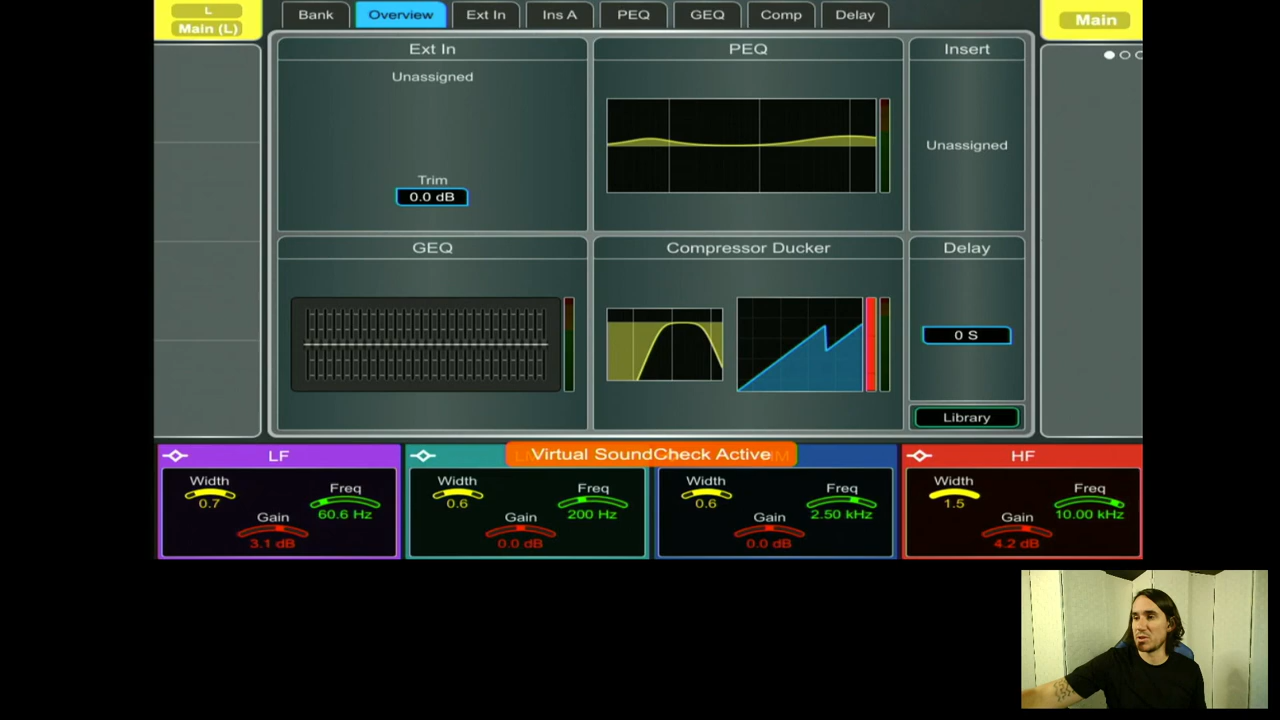 L
Main (L)
Bank
Overview
Ext In
Ins A
PEQ
GEQ
Comp
Delay
Main
Ext In
Unassigned
Trim
0.0 dB
PEQ
Insert
Unassigned
GEQ
Compressor Ducker
Delay
0 S
Library
Virtual SoundCheck Active
LF
Width
0.7
Freq
60.6 Hz
Gain
3.1 dB
Width
0.6
Freq
200 Hz
Gain
0.0 dB
Width
0.6
Freq
2.50 kHz
Gain
0.0 dB
HF
Width
1.5
Freq
10.00 kHz
Gain
4.2 dB